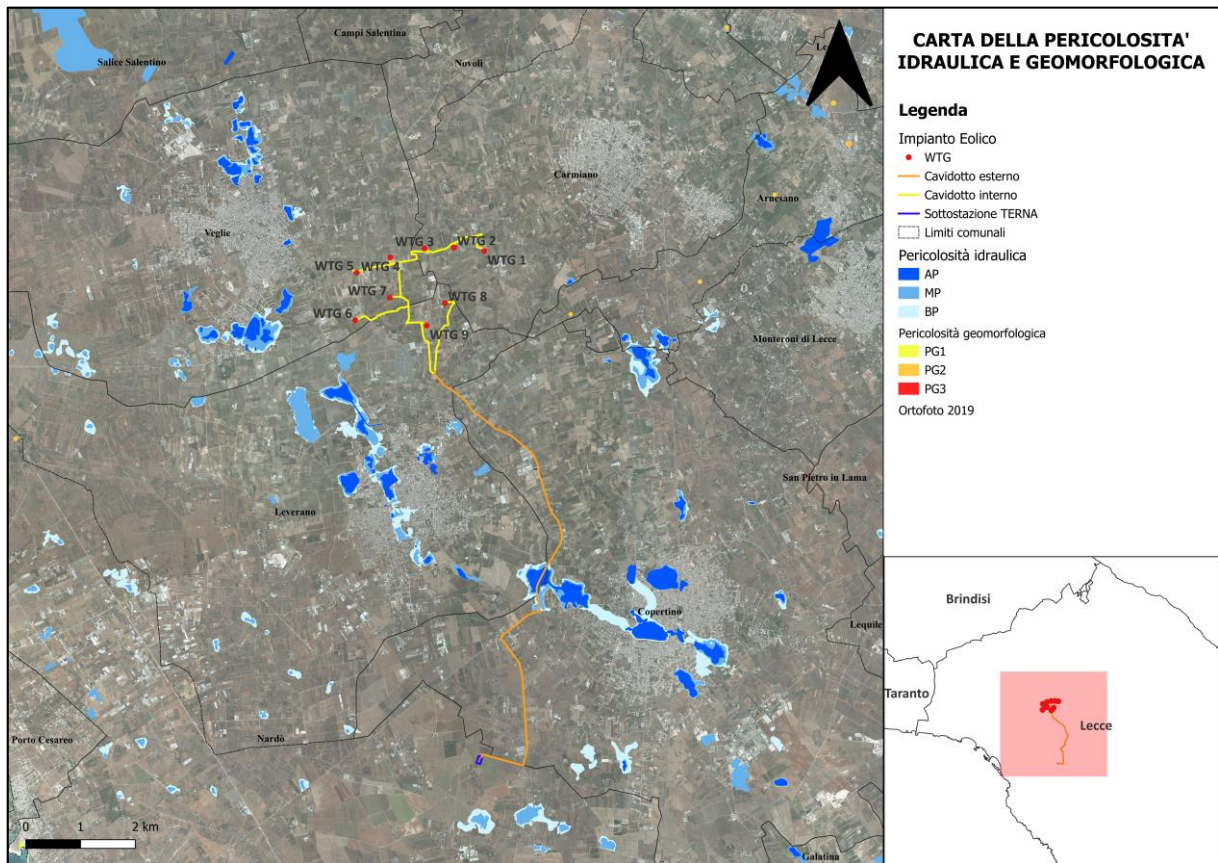 Campi Salentina
Salice Salentino
Novoli
Carmiano
Arnesano
Veglie
WTG 3
WTG 2
WTG 1
WTG 5
WTG 4
WTG 7
WTG 8
WTG 6
WTG 9
Monteroni di Lecce
San Pietro in Lama
Leverano
Copertino
Lequile
Porto Cesareo
Nardò
Galatina
0 1 2 km
CARTA DELLA PERICOLOSITA'
IDRAULICA E GEOMORFOLOGICA
Legenda
Impianto Eolico
WTG
Cavidotto esterno
Cavidotto interno
Sottostazione TERNA
Limiti comunali
Pericolosità idraulica
AP
MP
BP
Pericolosità geomorfologica
PG1
PG2
PG3
Ortofoto 2019
Brindisi
Taranto
Lecce